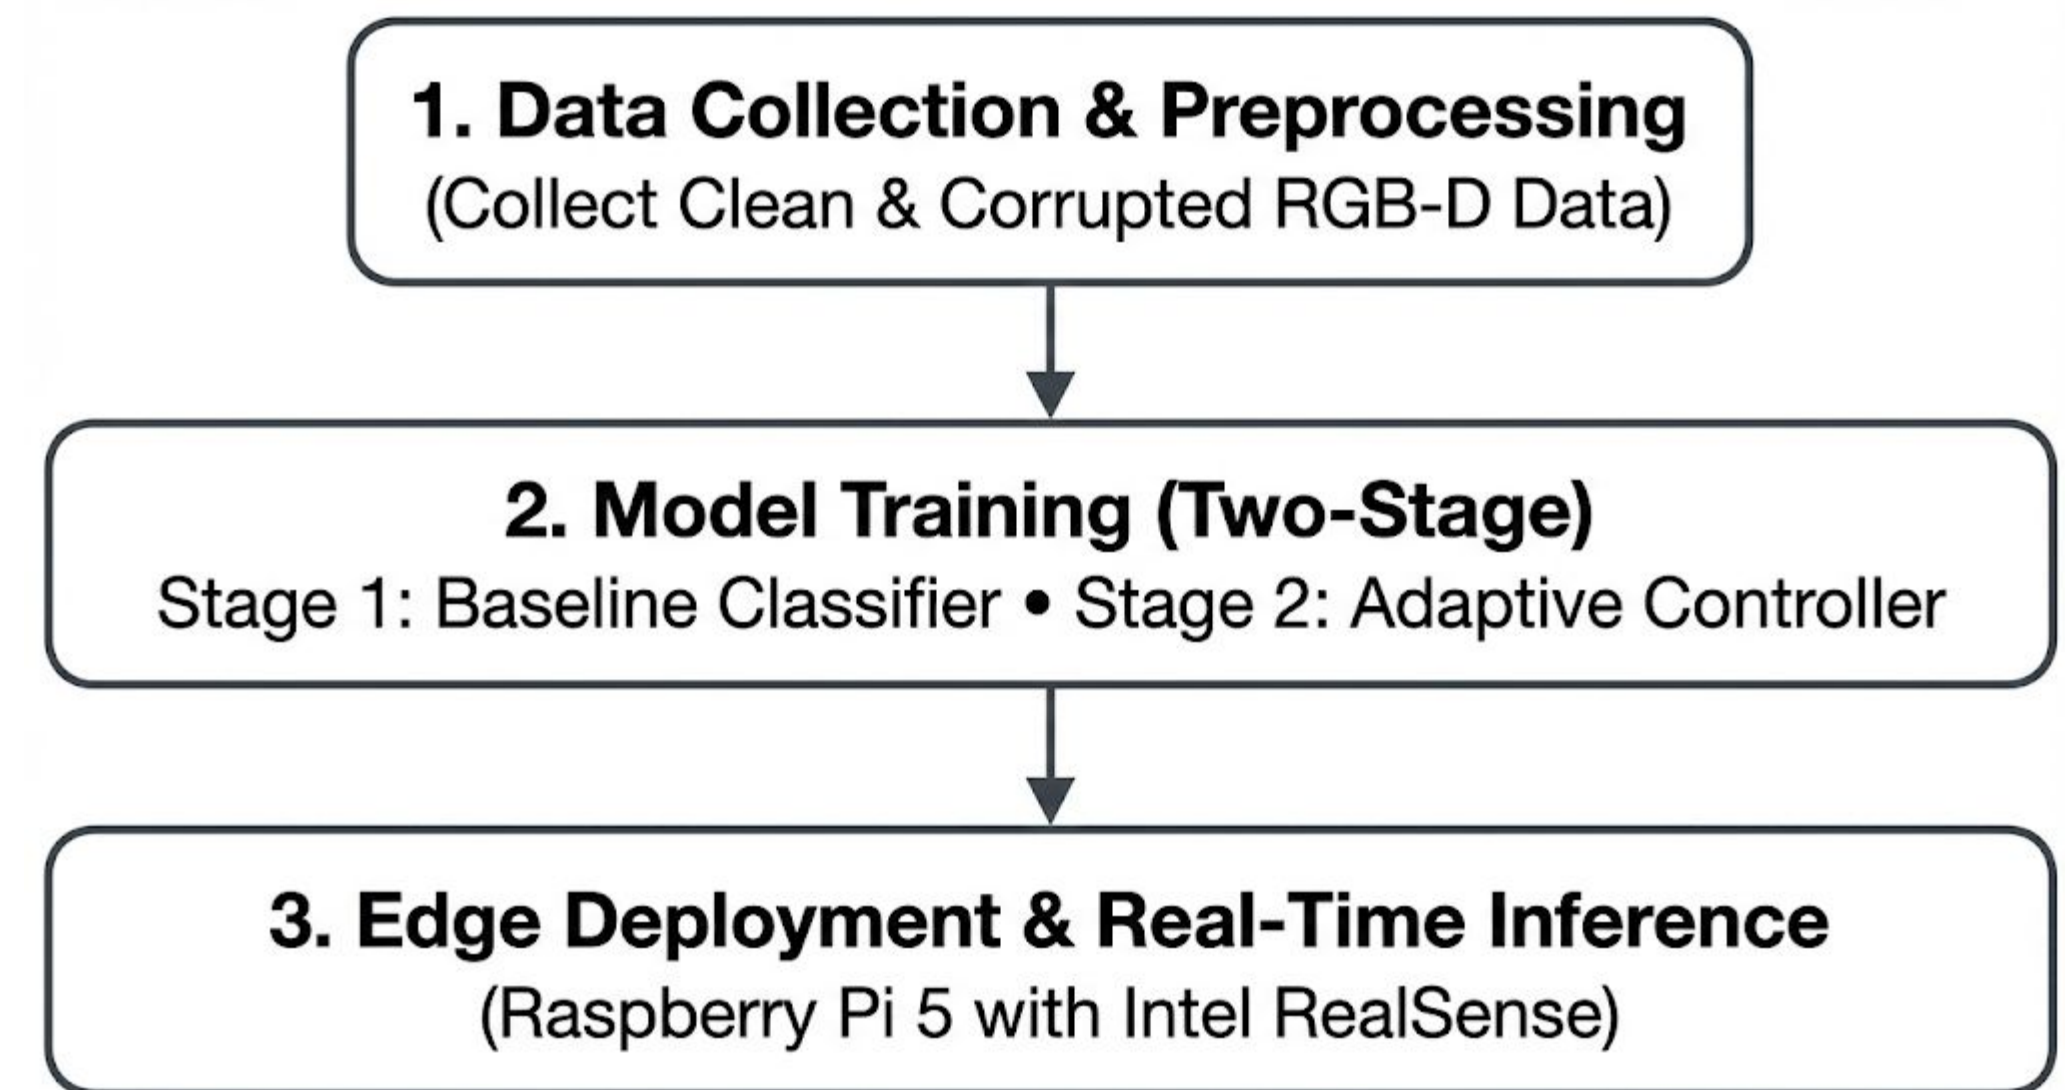 1. Data Collection & Preprocessing
(Collect Clean & Corrupted RGB-D Data)
2. Model Training (Two-Stage)
Stage 1: Baseline Classifier • Stage 2: Adaptive Controller
3. Edge Deployment & Real-Time Inference
(Raspberry Pi 5 with Intel RealSense)